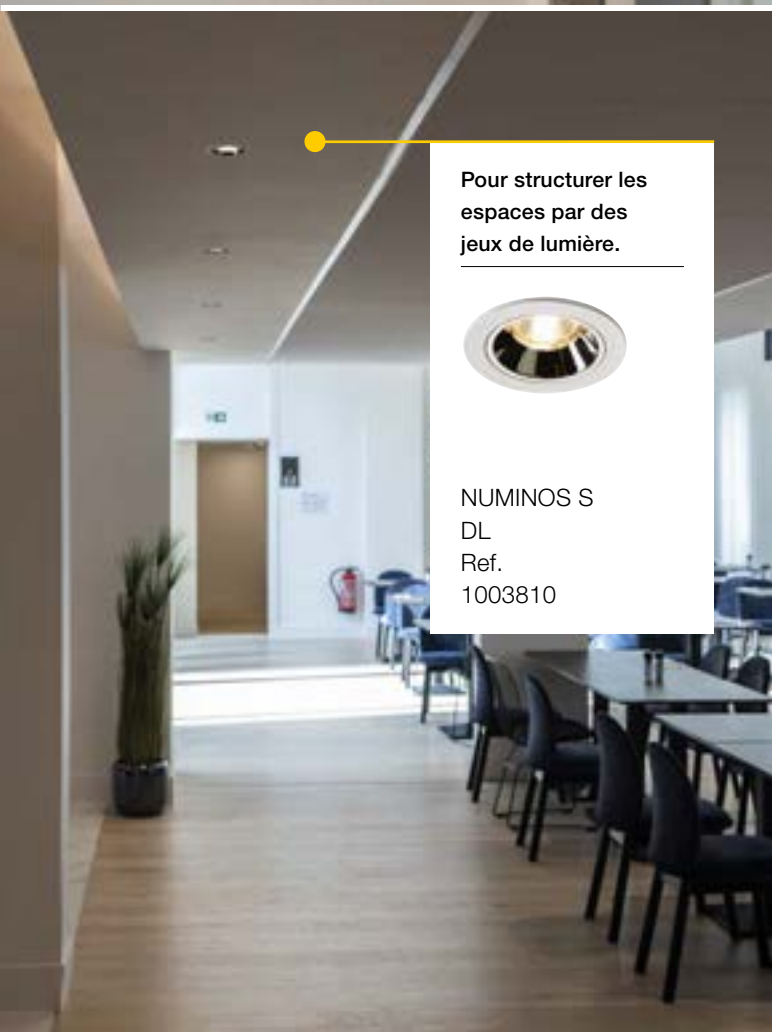 Pour structurer les
espaces par des
jeux de lumière.
NUMINOS S
DL
Ref.
1003810